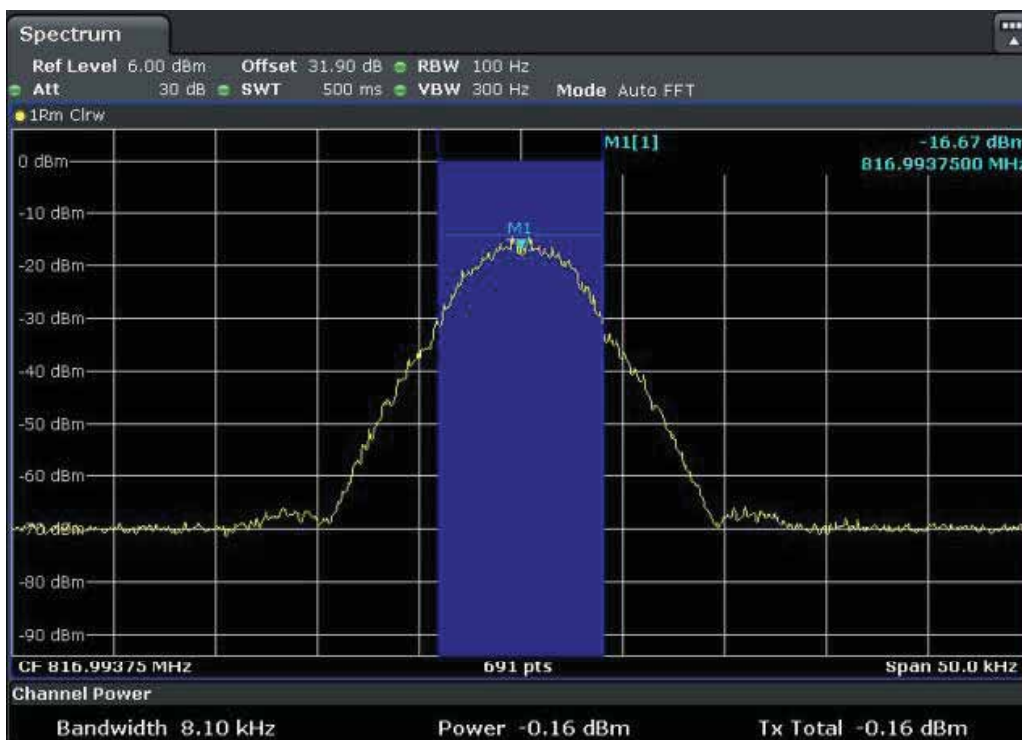 Spectrum
Ref Level 6.00 dBm Offset 31.90 dB RBW 100 Hz
Att 30 dB SWT 500 ms VBW 300 Hz Mode Auto FFT
1Rm Clrw
M1[1] -16.67 dBm
816.9937500 MHz
0 dBm
-10 dBm
M1
-20 dBm
-30 dBm
-40 dBm
-50 dBm
-60 dBm
-70 dBm
-80 dBm
-90 dBm
CF 816.99375 MHz 691 pts Span 50.0 kHz
Channel Power
Bandwidth 8.10 kHz Power -0.16 dBm Tx Total -0.16 dBm